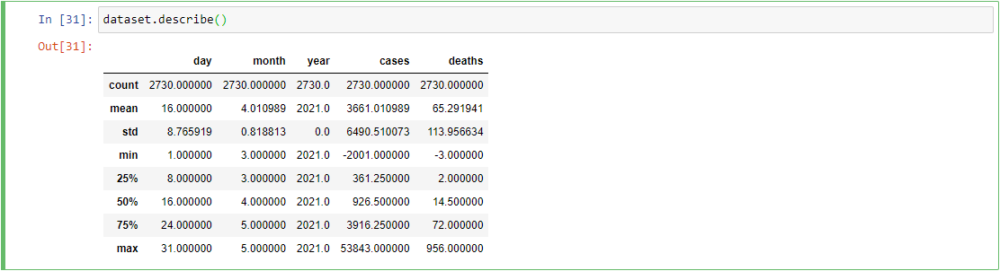 In [31]: dataset.describe()
Out[31]:
day month year cases deaths
count 2730.000000 2730.000000 2730.0 2730.000000 2730.000000
mean 16.000000 4.010989 2021.0 3661.010989 65.291941
std 8.765919 0.818813 0.0 6490.510073 113.956634
min 1.000000 3.000000 2021.0 -2001.000000 -3.000000
25% 8.000000 3.000000 2021.0 361.250000 2.000000
50% 16.000000 4.000000 2021.0 926.500000 14.500000
75% 24.000000 5.000000 2021.0 3916.250000 72.000000
max 31.000000 5.000000 2021.0 53843.000000 956.000000